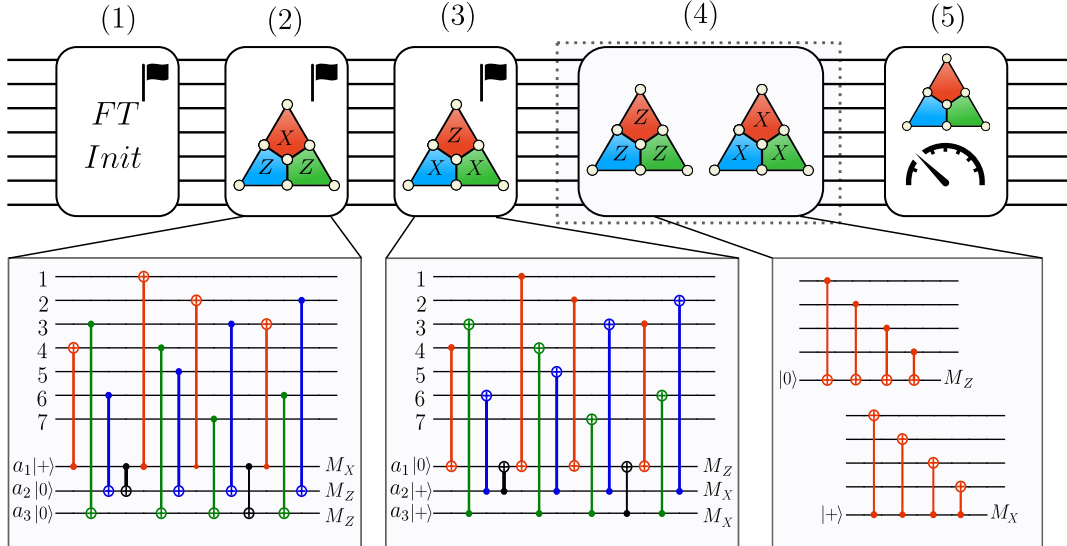 (1) (2) (3) (4) (5)
FT
Init
X
Z Z
Z
X X
Z
Z Z
X
X X
1
2
3
4
5
6
7
a₁|+⟩ M_X
a₂|0⟩ M_Z
a₃|0⟩ M_Z
1
2
3
4
5
6
7
a₁|0⟩ M_Z
a₂|+⟩ M_X
a₃|+⟩ M_X
|0⟩ M_Z
|+⟩ M_X